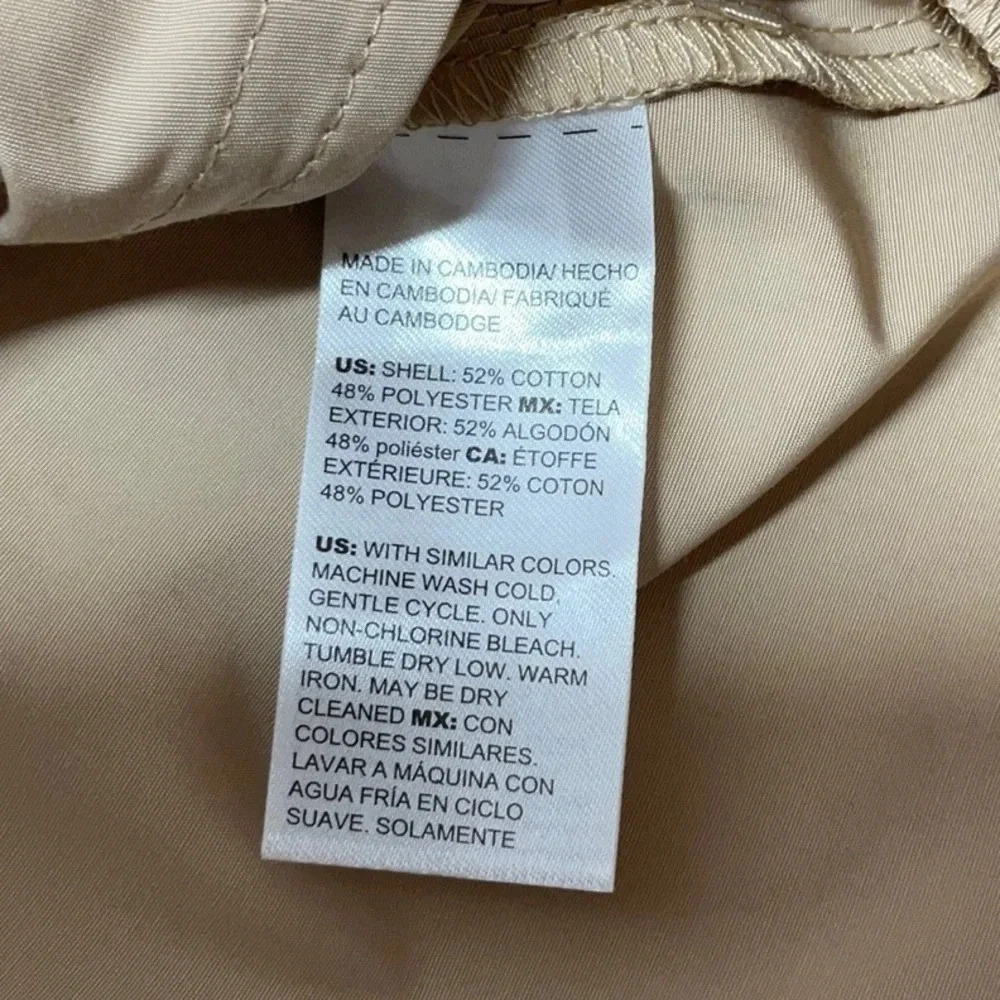 MADE IN CAMBODIA/ HECHO
EN CAMBODIA/ FABRIQUÉ
AU CAMBODGE
US: SHELL: 52% COTTON
48% POLYESTER MX: TELA
EXTERIOR: 52% ALGODÓN
48% poliéster CA: ÉTOFFE
EXTÉRIEURE: 52% COTON
48% POLYESTER
US: WITH SIMILAR COLORS.
MACHINE WASH COLD,
GENTLE CYCLE. ONLY
NON-CHLORINE BLEACH.
TUMBLE DRY LOW. WARM
IRON. MAY BE DRY
CLEANED MX: CON
COLORES SIMILARES.
LAVAR A MÁQUINA CON
AGUA FRÍA EN CICLO
SUAVE. SOLAMENTE